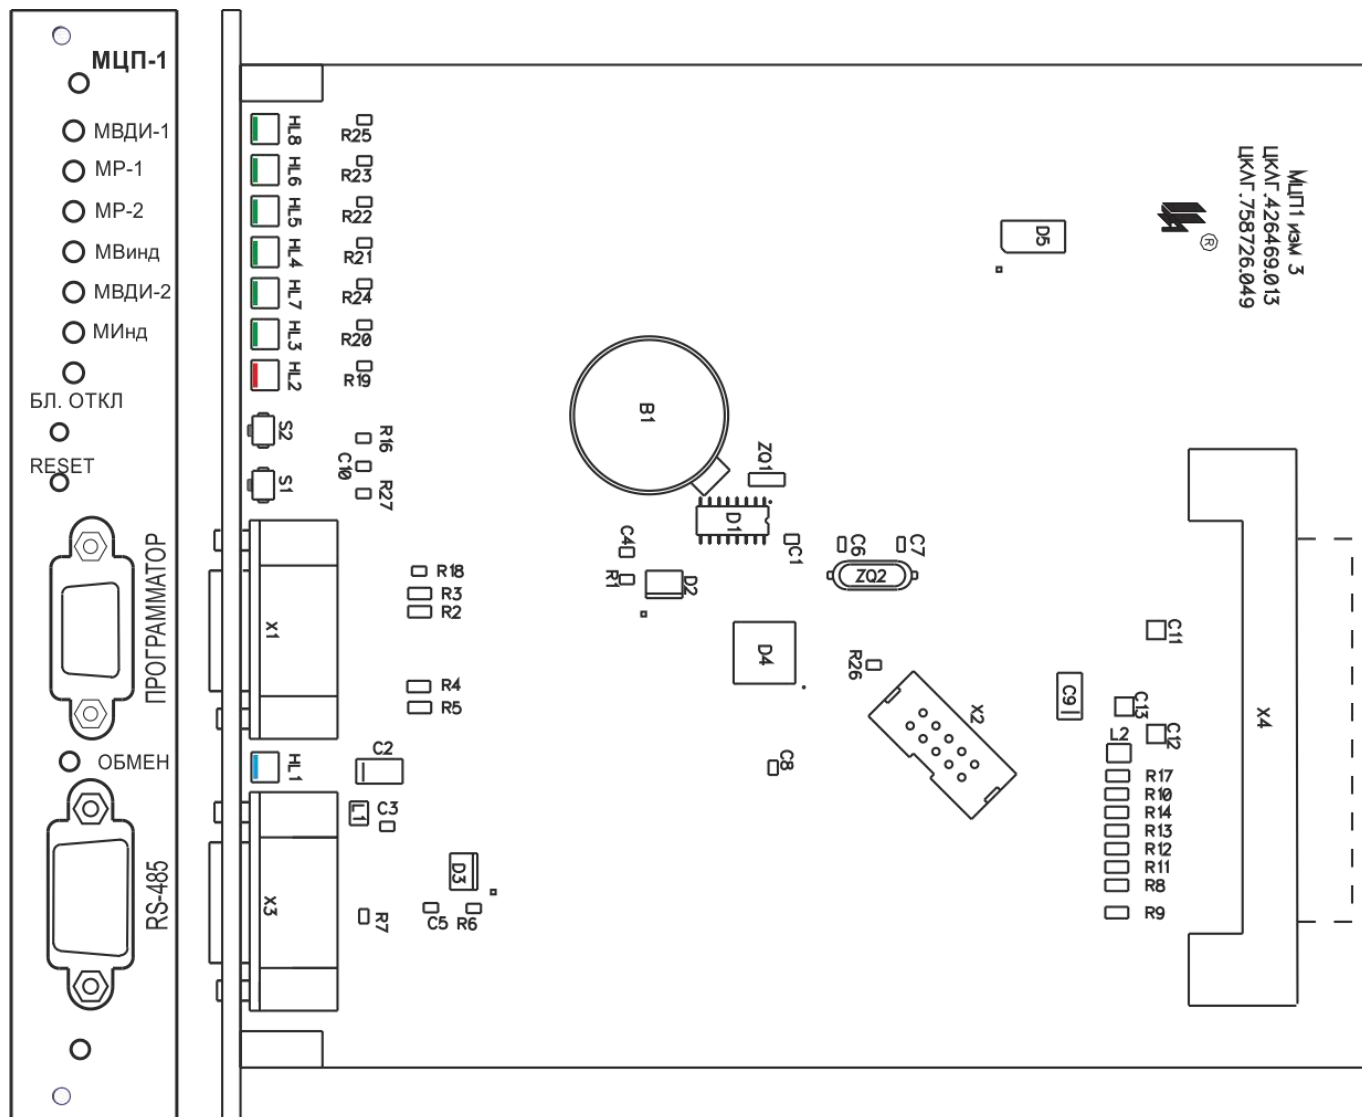 МЦП-1
МВДИ-1
МР-1
МР-2
МВинд
МВДИ-2
МИнд
БЛ. ОТКЛ
RESET
ПРОГРАММАТОР
ОБМЕН
RS-485
HL8
R25
HL6
R23
HL5
R22
HL4
R21
HL7
R24
HL3
R20
HL2
R19
S2
R16
C10
S1
R27
X1
R18
R3
R2
R4
R5
HL1
C2
L1
C3
X3
D3
R7
C5
R6
B1
ZQ1
D1
C4
C1
R1
D2
C6
C7
ZQ2
D4
R26
C8
X2
D5
МЦП1 изм 3
ЦКЛГ.426469.013
ЦКЛГ.758726.049
®
C11
C9
C13
C12
L2
R17
R10
R14
R13
R12
R11
R8
R9
X4